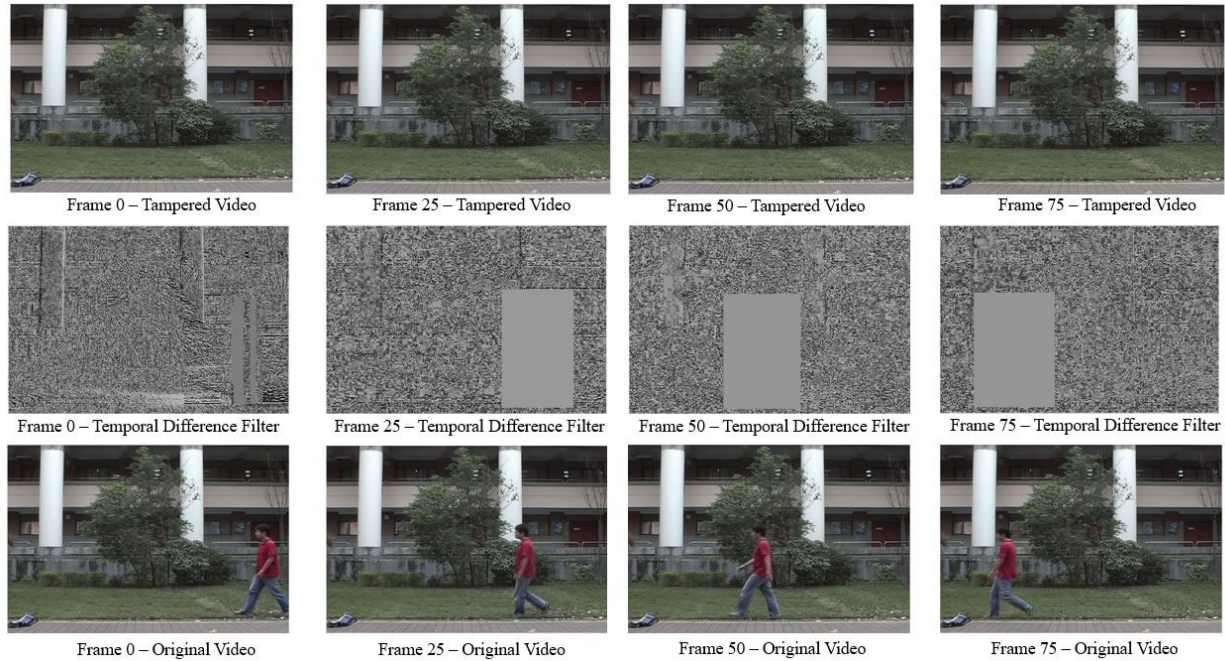 Frame 0 – Tampered Video
Frame 25 – Tampered Video
Frame 50 – Tampered Video
Frame 75 – Tampered Video
Frame 0 – Temporal Difference Filter
Frame 25 – Temporal Difference Filter
Frame 50 – Temporal Difference Filter
Frame 75 – Temporal Difference Filter
Frame 0 – Original Video
Frame 25 – Original Video
Frame 50 – Original Video
Frame 75 – Original Video